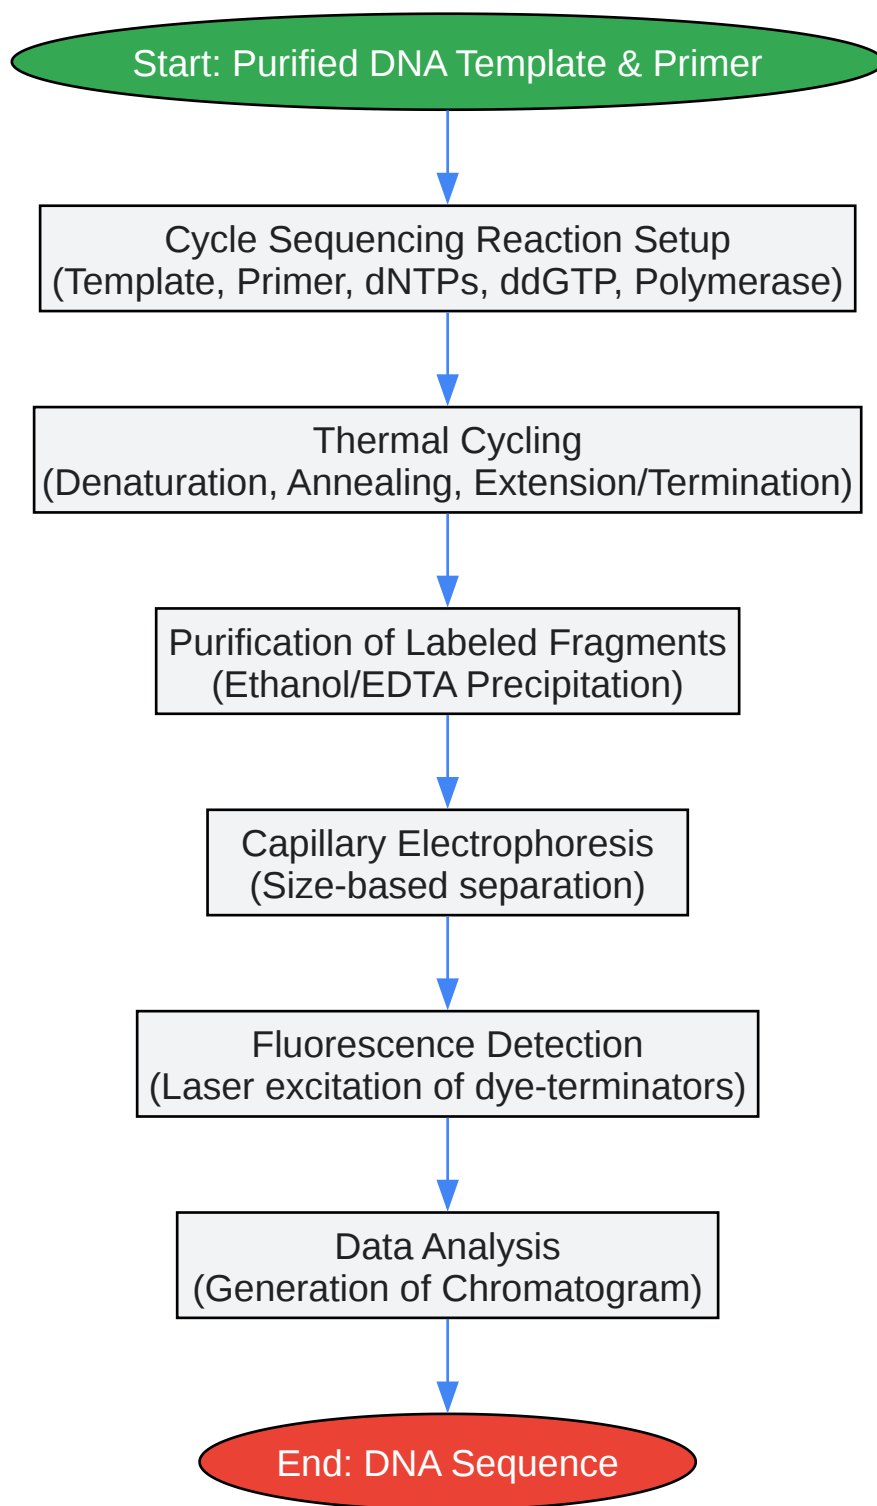 Start: Purified DNA Template & Primer
Cycle Sequencing Reaction Setup
(Template, Primer, dNTPs, ddGTP, Polymerase)
Thermal Cycling
(Denaturation, Annealing, Extension/Termination)
Purification of Labeled Fragments
(Ethanol/EDTA Precipitation)
Capillary Electrophoresis
(Size-based separation)
Fluorescence Detection
(Laser excitation of dye-terminators)
Data Analysis
(Generation of Chromatogram)
End: DNA Sequence